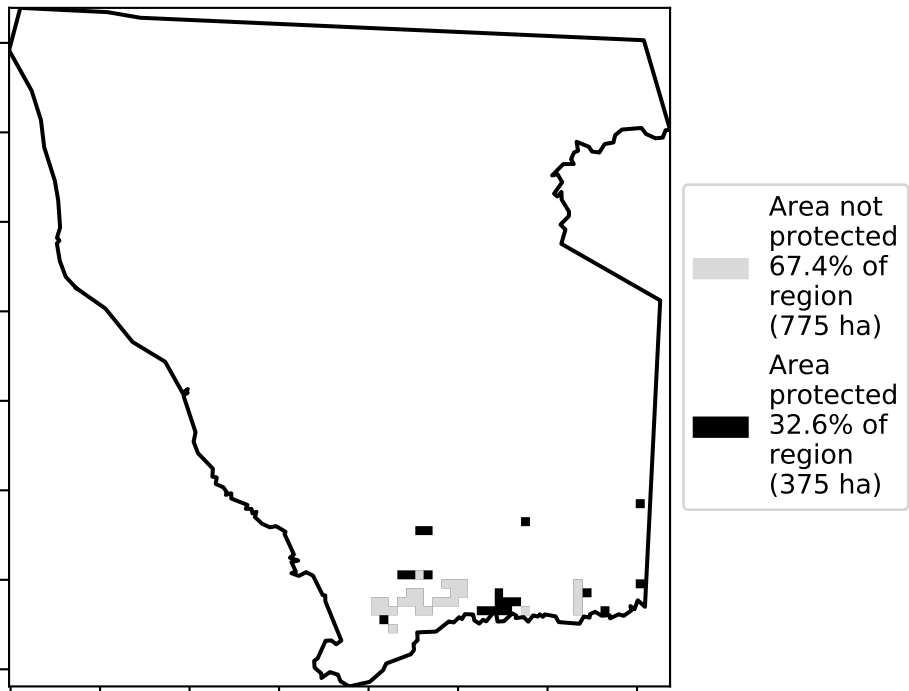 Area not
protected
67.4% of
region
(775 ha)
Area
protected
32.6% of
region
(375 ha)